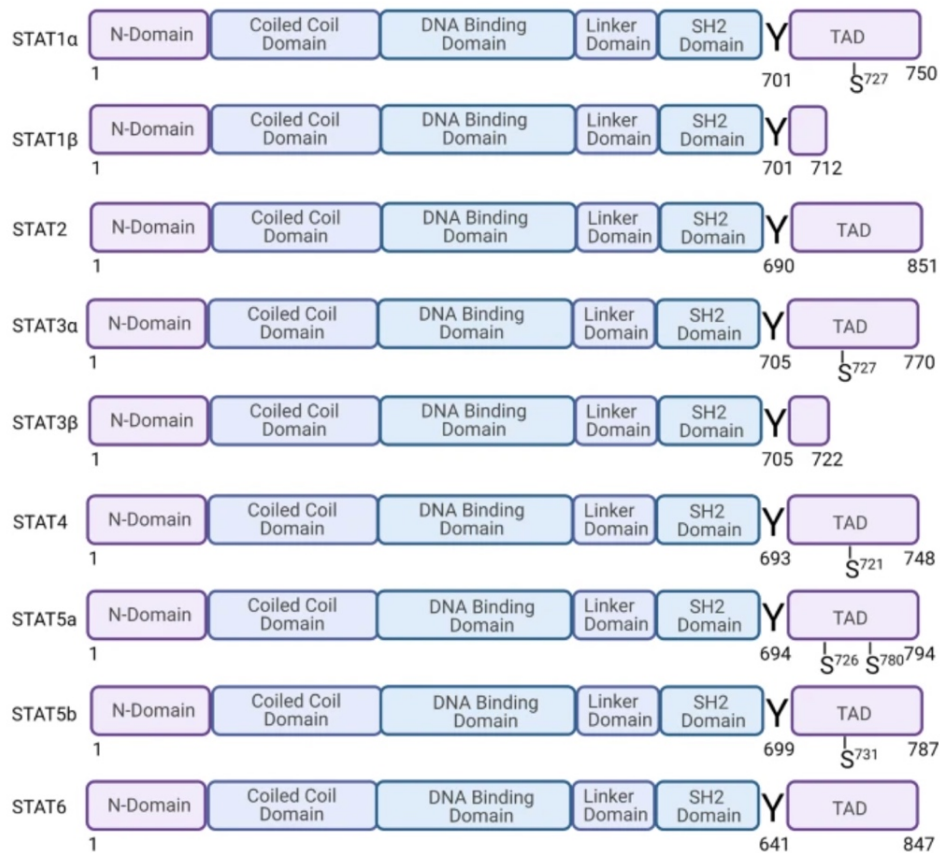 STAT1α N-Domain Coiled Coil Domain DNA Binding Domain Linker Domain SH2 Domain Y TAD
1 701 S727 750
STAT1β N-Domain Coiled Coil Domain DNA Binding Domain Linker Domain SH2 Domain Y
1 701 712
STAT2 N-Domain Coiled Coil Domain DNA Binding Domain Linker Domain SH2 Domain Y TAD
1 690 851
STAT3α N-Domain Coiled Coil Domain DNA Binding Domain Linker Domain SH2 Domain Y TAD
1 705 S727 770
STAT3β N-Domain Coiled Coil Domain DNA Binding Domain Linker Domain SH2 Domain Y
1 705 722
STAT4 N-Domain Coiled Coil Domain DNA Binding Domain Linker Domain SH2 Domain Y TAD
1 693 S721 748
STAT5a N-Domain Coiled Coil Domain DNA Binding Domain Linker Domain SH2 Domain Y TAD
1 694 S726 S780 794
STAT5b N-Domain Coiled Coil Domain DNA Binding Domain Linker Domain SH2 Domain Y TAD
1 699 S731 787
STAT6 N-Domain Coiled Coil Domain DNA Binding Domain Linker Domain SH2 Domain Y TAD
1 641 847